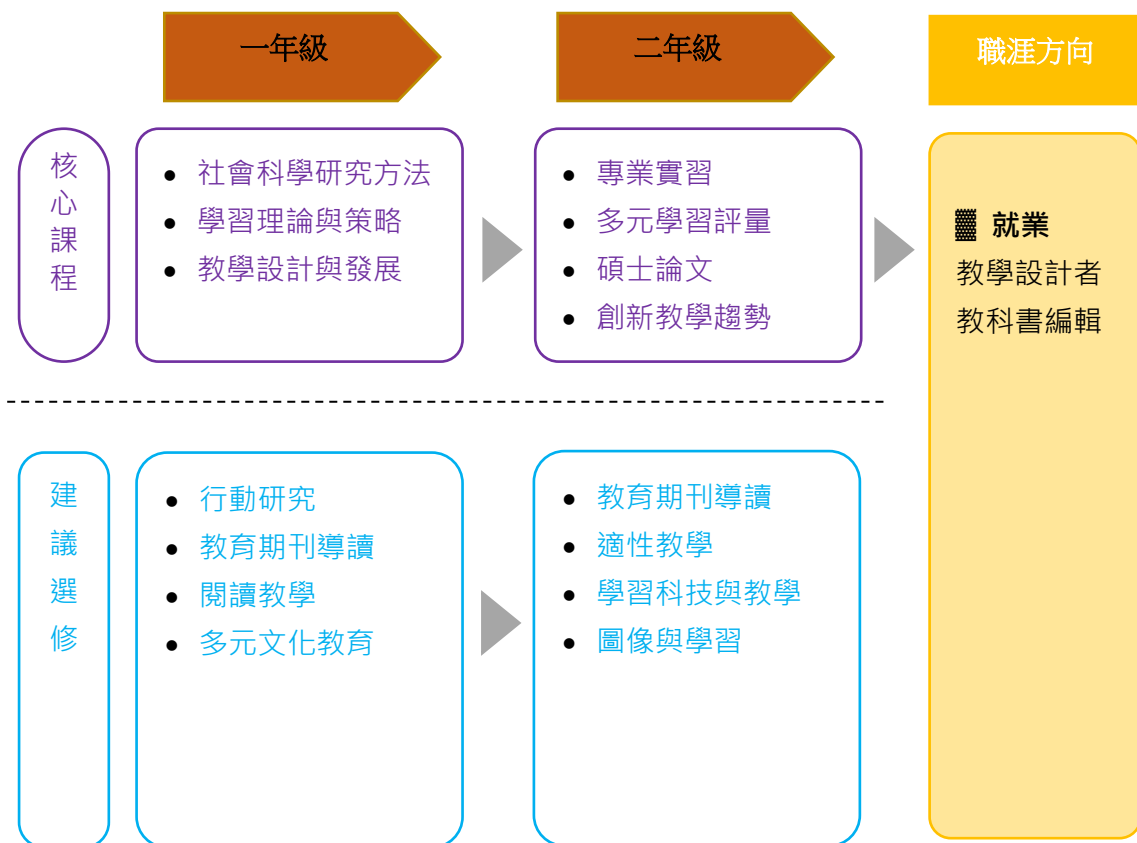 一年級
二年級
職涯方向
核心課程
社會科學研究方法
學習理論與策略
教學設計與發展
專業實習
多元學習評量
碩士論文
創新教學趨勢
▓ 就業
教學設計者
教科書編輯
建議選修
行動研究
教育期刊導讀
閱讀教學
多元文化教育
教育期刊導讀
適性教學
學習科技與教學
圖像與學習